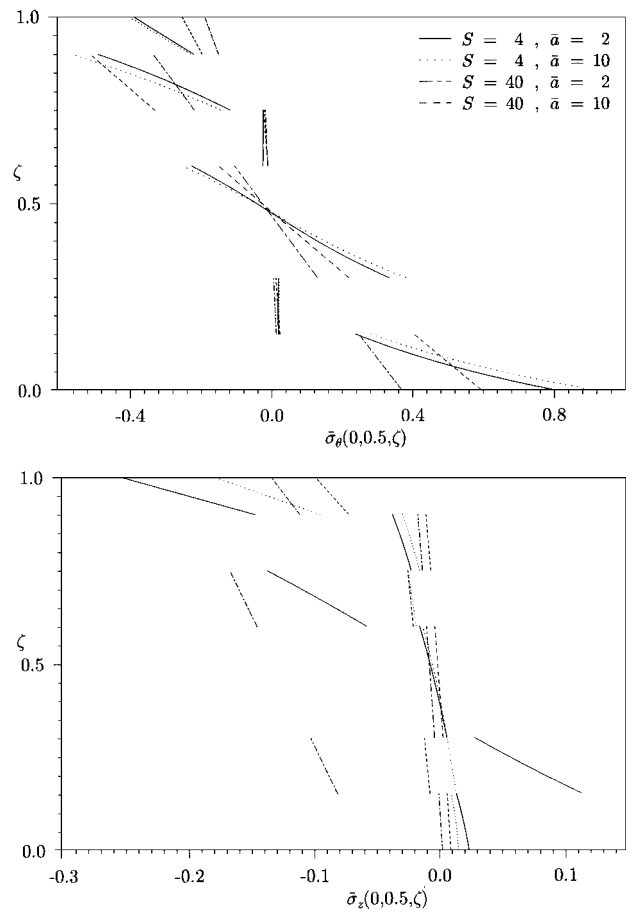 1.0
S = 4 , ā = 2
S = 4 , ā = 10
S = 40 , ā = 2
S = 40 , ā = 10
ζ
0.5
0.0
-0.4 0.0 0.4 0.8
σ̄θ(0,0.5,ζ)
1.0
ζ
0.5
0.0
-0.3 -0.2 -0.1 0.0 0.1
σ̄z(0,0.5,ζ)